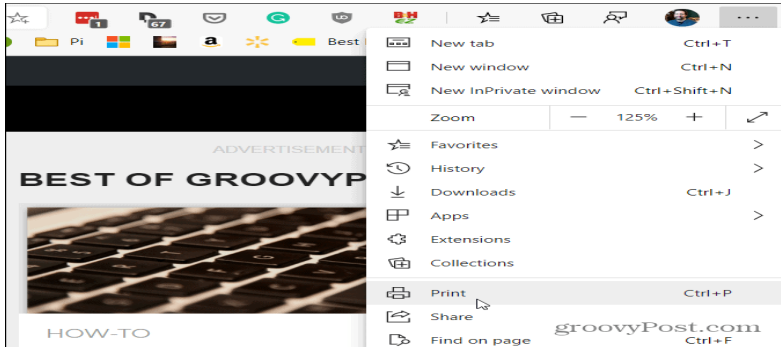 1
67
Pi
a
Best
New tab Ctrl+T
New window Ctrl+N
New InPrivate window Ctrl+Shift+N
Zoom — 125% +
ADVERTISEMENT
Favorites >
BEST OF GROOVYP
History >
Downloads Ctrl+J
Apps >
Extensions
Collections
Print Ctrl+P
Share
HOW-TO
groovyPost.com
Find on page Ctrl+F